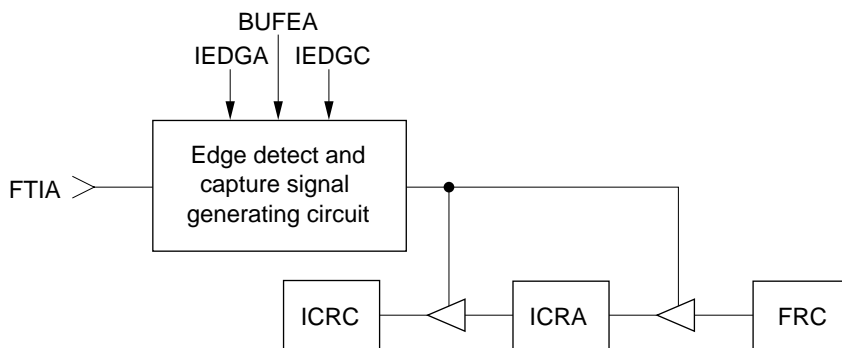 BUFEA
IEDGA
IEDGC
FTIA
Edge detect and
capture signal
generating circuit
ICRC
ICRA
FRC